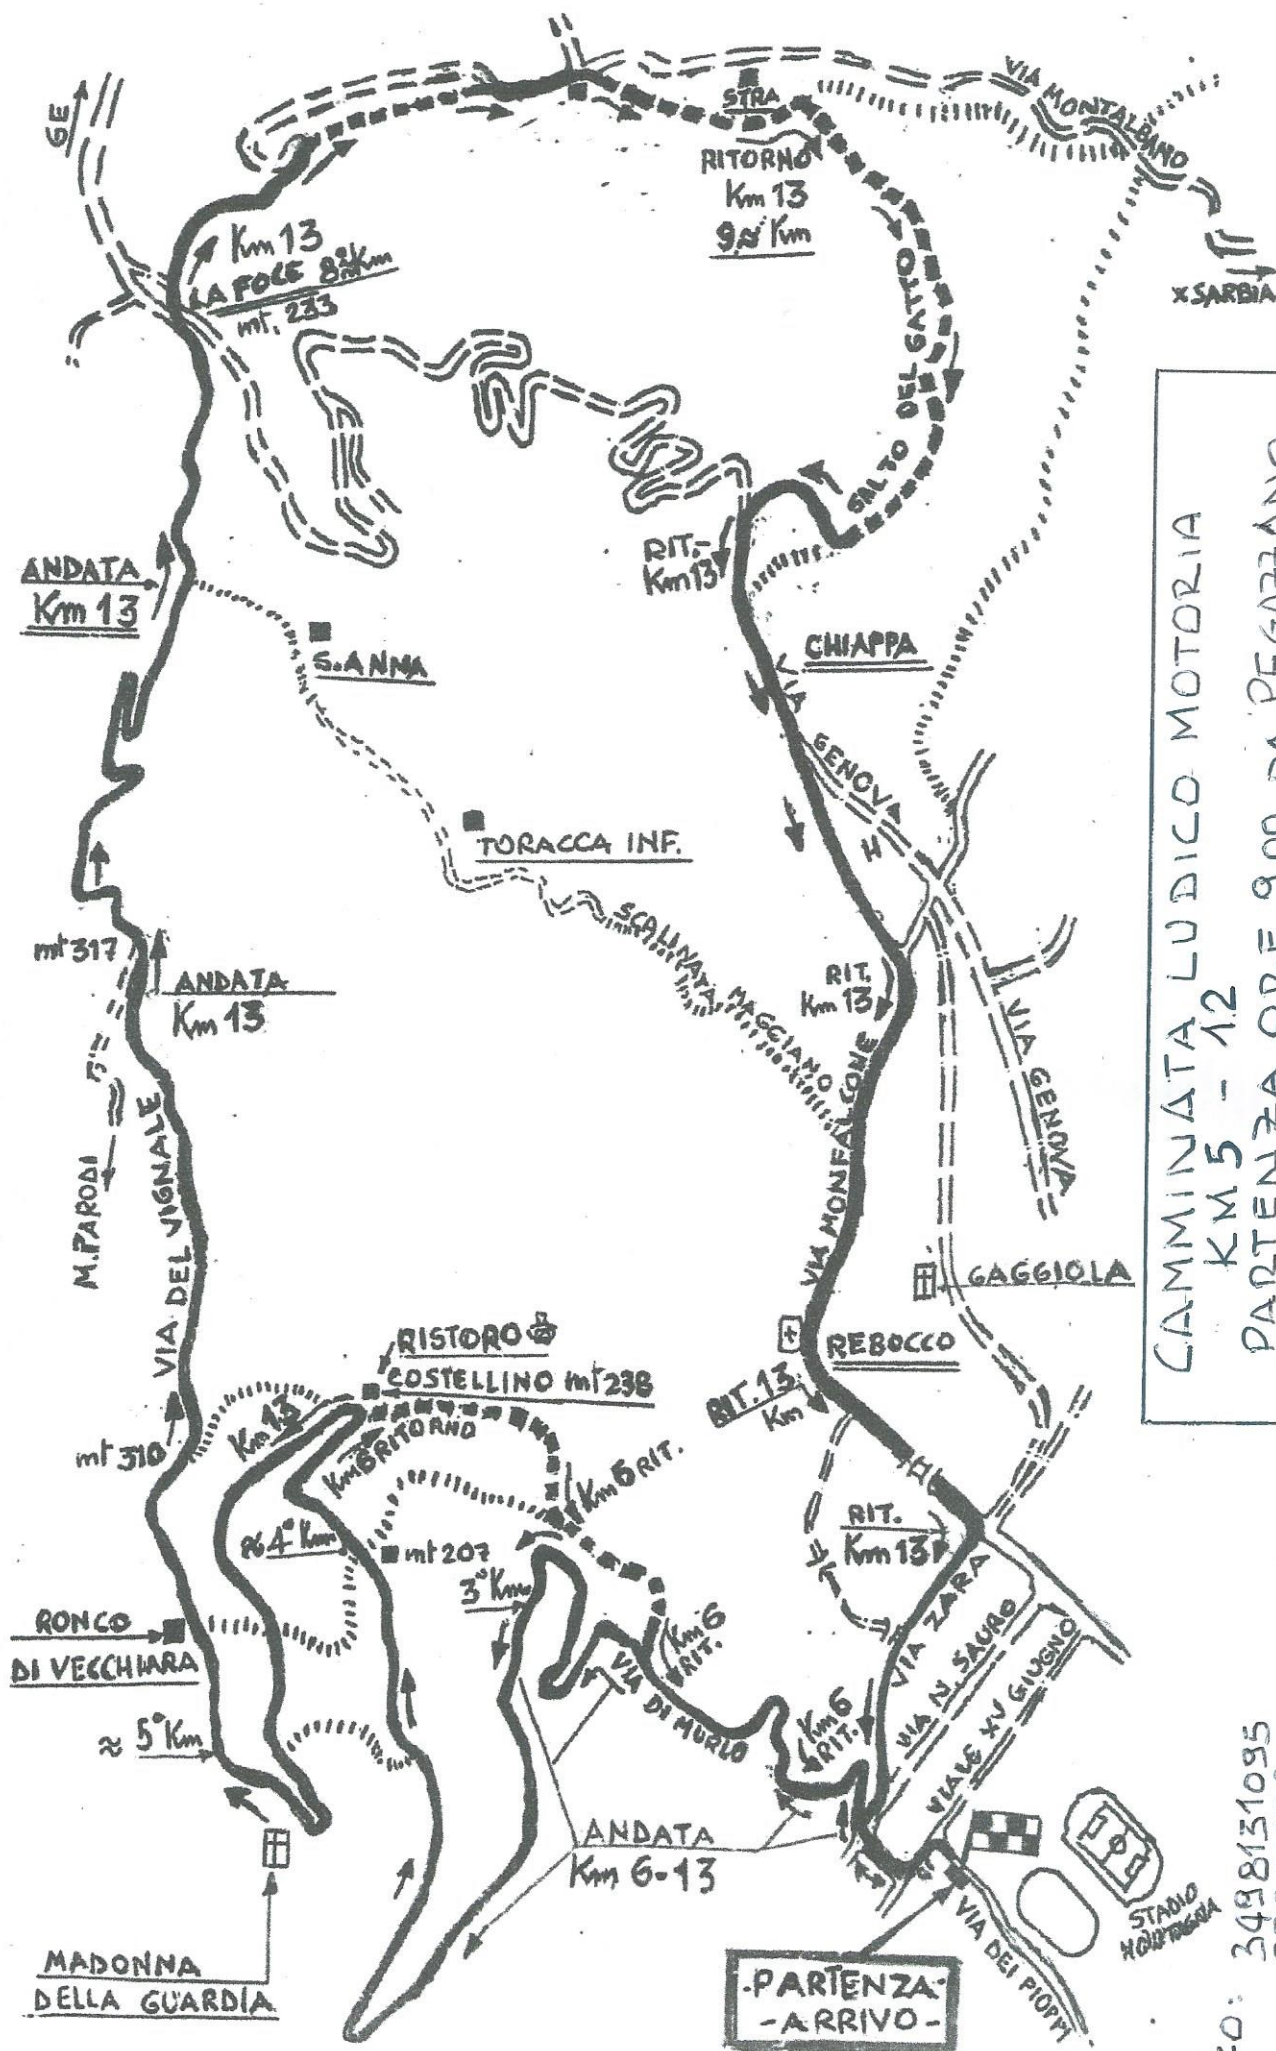 GE
VIA MONTALBANO
STRA
RITORNO
Km 13
Km 13
LA FOCE
mt. 233
x SARBIA
SALTO DEL GATTO
RIT.-
Km 13
ANDATA
Km 13
S. ANNA
CHIAPPA
VIA
GENOVA
H
TORACCA INF.
SCALINATA MAGGIANO
mt 317
ANDATA
Km 13
RIT.
Km 13
VIA GENOVA
M. PARODI
VIA DEL VIGNALE
VIA MONFALCONE
GAGGIOLA
RISTORO
COSTELLINO mt 238
REBOCCO
RIT. 13
Km
mt 310
Km 13
Km 6 RITORNO
Km 6 RIT.
≈ 4° Km
mt 207
3° Km
RIT.
Km 13
VIA ZARA
VIA N. SAURO
VIALE XV GIUGNO
RONCO
DI VECCHIARA
Km 6
RIT.
VIA DI MURLO
≈ 5° Km
Km 6
RIT.
ANDATA
Km 6-13
MADONNA
DELLA GUARDIA
-PARTENZA-
-ARRIVO-
VIA DEI PIOPPI
STADIO
MONTAGNA
CAMMINATA LUDICO MOTORIA
KM 5 - 12
PARTENZA ORE 9.00 DA PEGAZZANO
3498131095